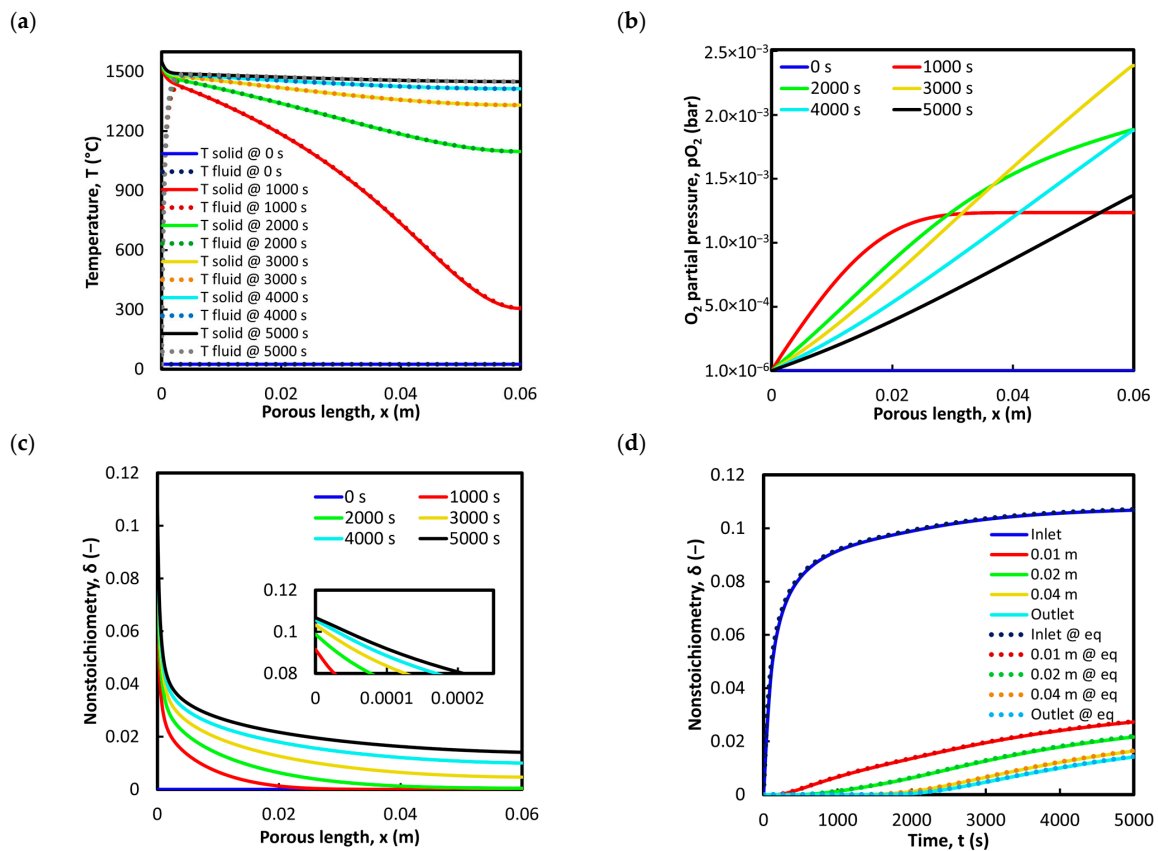 (a)
Temperature, T (°C)
1500
1200
900
600
300
0
T solid @ 0 s
T fluid @ 0 s
T solid @ 1000 s
T fluid @ 1000 s
T solid @ 2000 s
T fluid @ 2000 s
T solid @ 3000 s
T fluid @ 3000 s
T solid @ 4000 s
T fluid @ 4000 s
T solid @ 5000 s
T fluid @ 5000 s
0 0.02 0.04 0.06
Porous length, x (m)
(b)
O₂ partial pressure, pO₂ (bar)
2.5×10⁻³
2.0×10⁻³
1.5×10⁻³
1.0×10⁻³
5.0×10⁻⁴
1.0×10⁻⁶
0 s 1000 s
2000 s 3000 s
4000 s 5000 s
0 0.02 0.04 0.06
Porous length, x (m)
(c)
Nonstoichiometry, δ (−)
0.12
0.1
0.08
0.06
0.04
0.02
0
0 s 1000 s
2000 s 3000 s
4000 s 5000 s
0.12
0.1
0.08
0 0.0001 0.0002
0 0.02 0.04 0.06
Porous length, x (m)
(d)
Nonstoichiometry, δ (−)
0.12
0.1
0.08
0.06
0.04
0.02
0
Inlet
0.01 m
0.02 m
0.04 m
Outlet
Inlet @ eq
0.01 m @ eq
0.02 m @ eq
0.04 m @ eq
Outlet @ eq
0 1000 2000 3000 4000 5000
Time, t (s)